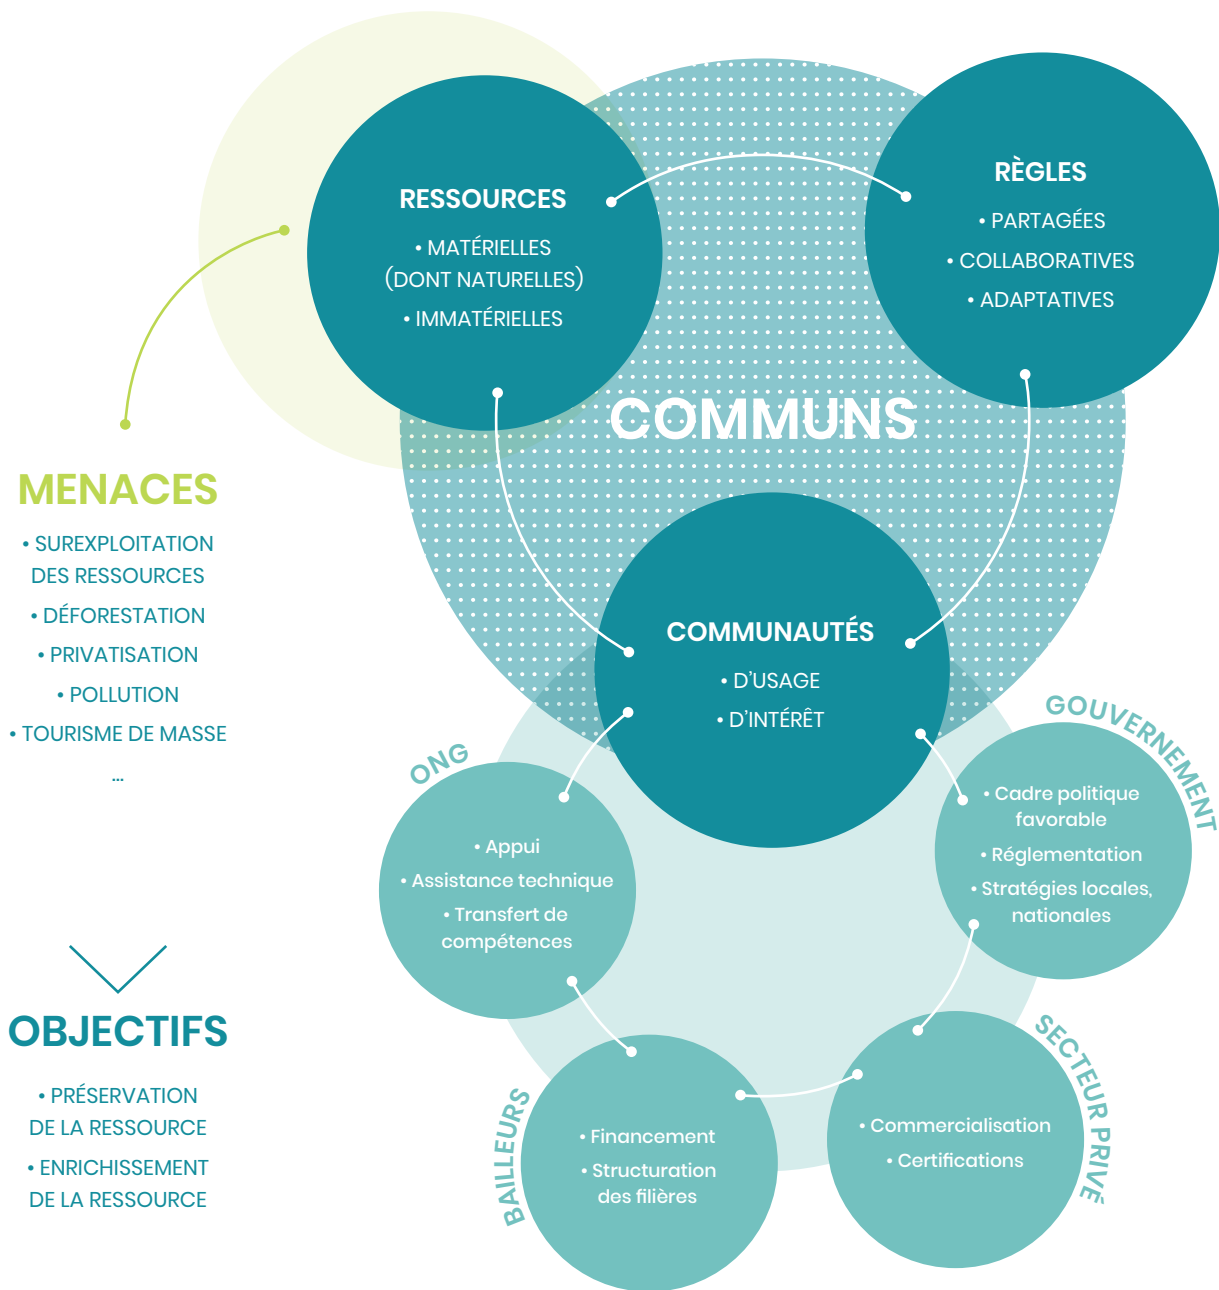 RESSOURCES
• MATÉRIELLES
(DONT NATURELLES)
• IMMATÉRIELLES
RÈGLES
• PARTAGÉES
• COLLABORATIVES
• ADAPTATIVES
COMMUNS
MENACES
• SUREXPLOITATION
DES RESSOURCES
• DÉFORESTATION
• PRIVATISATION
• POLLUTION
• TOURISME DE MASSE
...
COMMUNAUTÉS
• D’USAGE
• D’INTÉRÊT
ONG
• Appui
• Assistance technique
• Transfert de
compétences
GOUVERNEMENT
• Cadre politique
favorable
• Réglementation
• Stratégies locales,
nationales
OBJECTIFS
• PRÉSERVATION
DE LA RESSOURCE
• ENRICHISSEMENT
DE LA RESSOURCE
BAILLEURS
• Financement
• Structuration
des filières
SECTEUR PRIVÉ
• Commercialisation
• Certifications